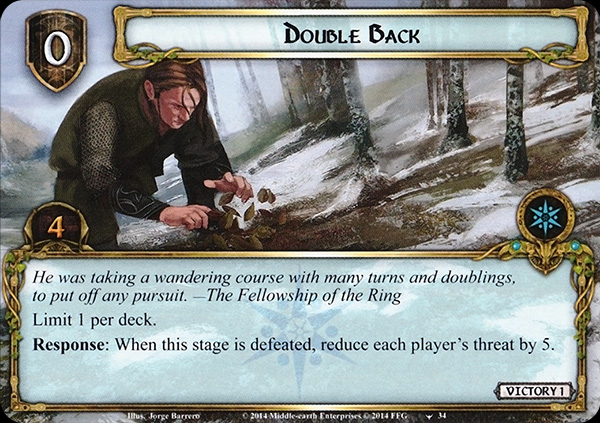 0
DOUBLE BACK
4
He was taking a wandering course with many turns and doublings,
to put off any pursuit. —The Fellowship of the Ring
Limit 1 per deck.
Response: When this stage is defeated, reduce each player's threat by 5.
VICTORY 1
Illus. Jorge Barrero
© 2014 Middle-earth Enterprises © 2014 FFG
34